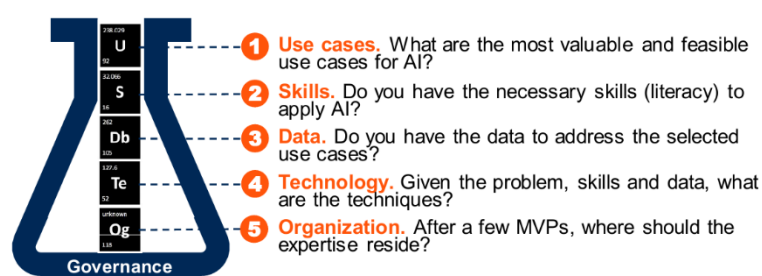 238.029
U
92
1 Use cases. What are the most valuable and feasible
use cases for AI?
32.066
S
16
2 Skills. Do you have the necessary skills (literacy) to
apply AI?
262
Db
105
3 Data. Do you have the data to address the selected
use cases?
127.6
Te
52
4 Technology. Given the problem, skills and data, what
are the techniques?
unknown
Og
118
5 Organization. After a few MVPs, where should the
expertise reside?
Governance